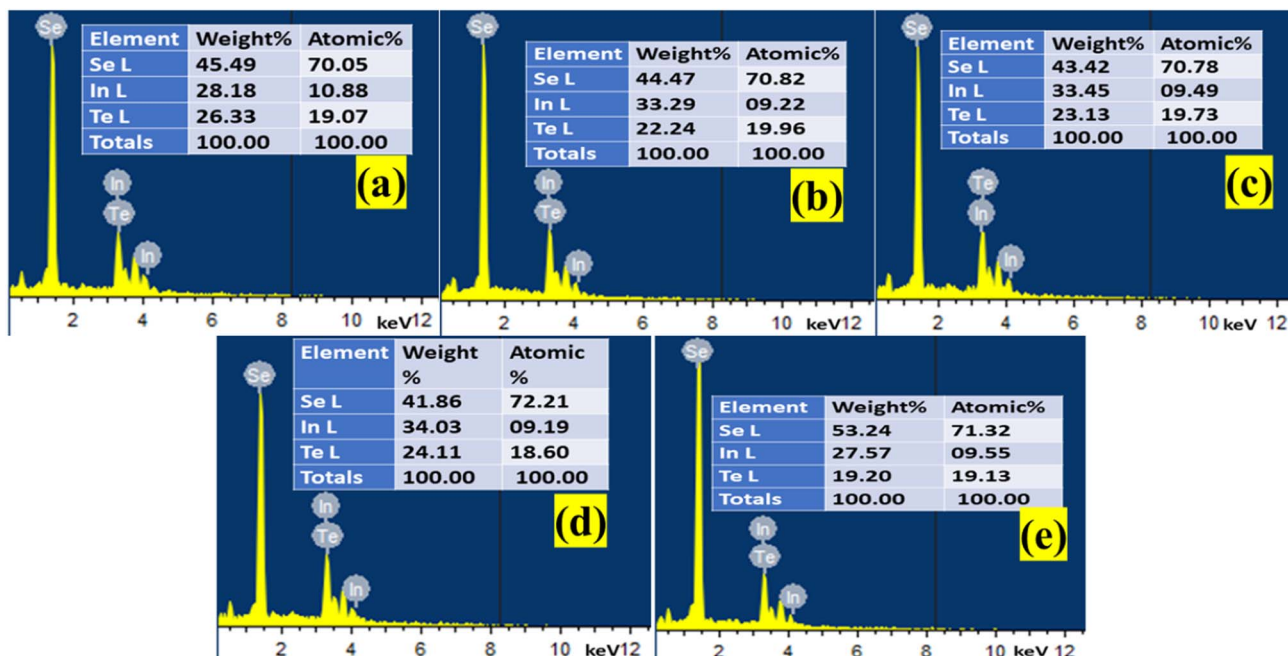 Se
Element Weight% Atomic%
Se L 45.49 70.05
In L 28.18 10.88
Te L 26.33 19.07
Totals 100.00 100.00
(a)
In
Te
In
2 4 6 8 10 keV 12
Se
Element Weight% Atomic%
Se L 44.47 70.82
In L 33.29 09.22
Te L 22.24 19.96
Totals 100.00 100.00
(b)
In
Te
In
2 4 6 8 10 keV 12
Se
Element Weight% Atomic%
Se L 43.42 70.78
In L 33.45 09.49
Te L 23.13 19.73
Totals 100.00 100.00
(c)
Te
In
In
2 4 6 8 10 keV 12
Se
Element Weight Atomic
% %
Se L 41.86 72.21
In L 34.03 09.19
Te L 24.11 18.60
Totals 100.00 100.00
(d)
In
Te
In
2 4 6 8 10 keV 12
Se
Element Weight% Atomic%
Se L 53.24 71.32
In L 27.57 09.55
Te L 19.20 19.13
Totals 100.00 100.00
(e)
In
Te
In
2 4 6 8 10 keV 12